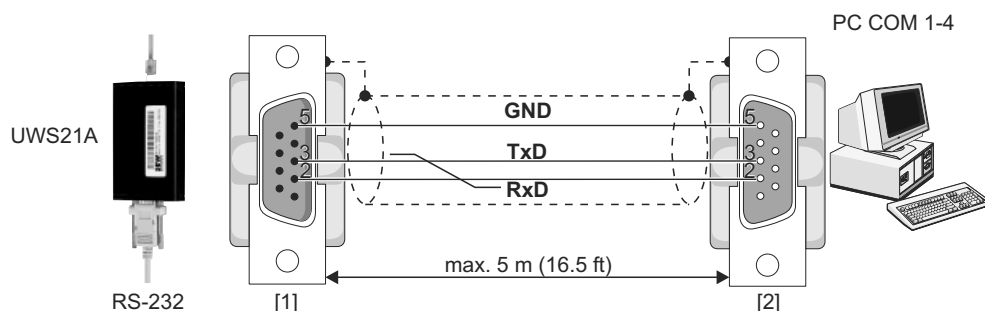 PC COM 1-4
UWS21A
5 GND 5
3 TxD 3
2 RxD 2
max. 5 m (16.5 ft)
RS-232 [1] [2]